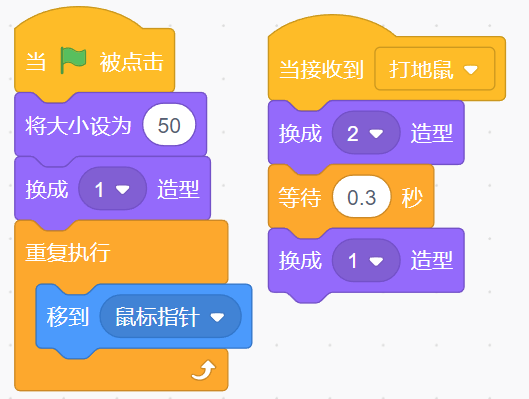 当 被点击
将大小设为 50
换成 1 造型
重复执行
移到 鼠标指针
当接收到 打地鼠
换成 2 造型
等待 0.3 秒
换成 1 造型